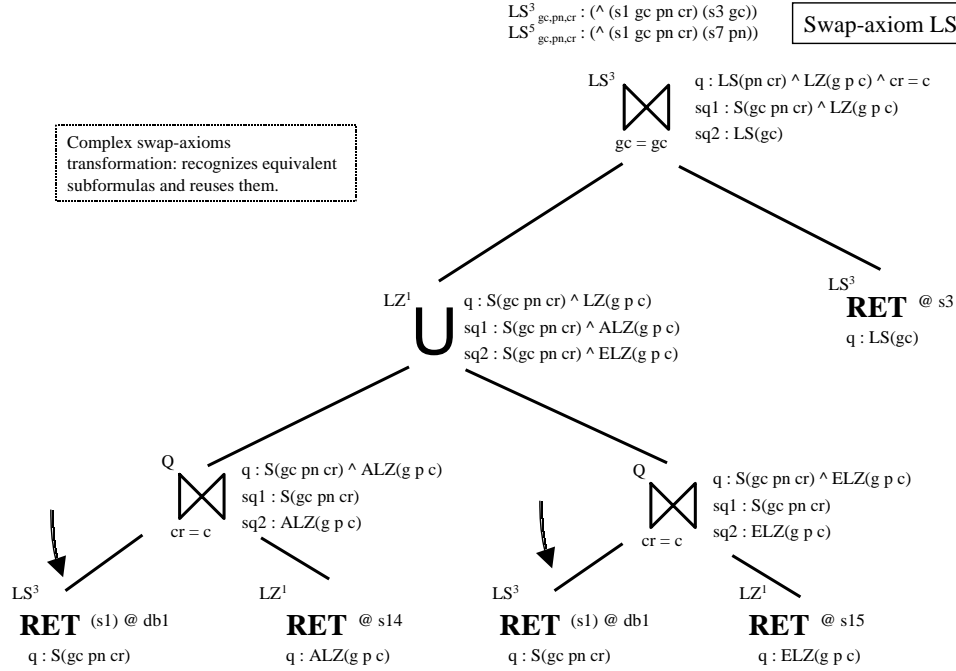 LS³ gc,pn,cr : (^ (s1 gc pn cr) (s3 gc))
LS⁵ gc,pn,cr : (^ (s1 gc pn cr) (s7 pn))
Swap-axiom LS
LS³
q : LS(pn cr) ^ LZ(g p c) ^ cr = c
sq1 : S(gc pn cr) ^ LZ(g p c)
sq2 : LS(gc)
gc = gc
Complex swap-axioms
transformation: recognizes equivalent
subformulas and reuses them.
LZ¹
q : S(gc pn cr) ^ LZ(g p c)
sq1 : S(gc pn cr) ^ ALZ(g p c)
sq2 : S(gc pn cr) ^ ELZ(g p c)
LS³
RET @ s3
q : LS(gc)
Q
q : S(gc pn cr) ^ ALZ(g p c)
sq1 : S(gc pn cr)
sq2 : ALZ(g p c)
cr = c
Q
q : S(gc pn cr) ^ ELZ(g p c)
sq1 : S(gc pn cr)
sq2 : ELZ(g p c)
cr = c
LS³
RET (s1) @ db1
q : S(gc pn cr)
LZ¹
RET @ s14
q : ALZ(g p c)
LS³
RET (s1) @ db1
q : S(gc pn cr)
LZ¹
RET @ s15
q : ELZ(g p c)